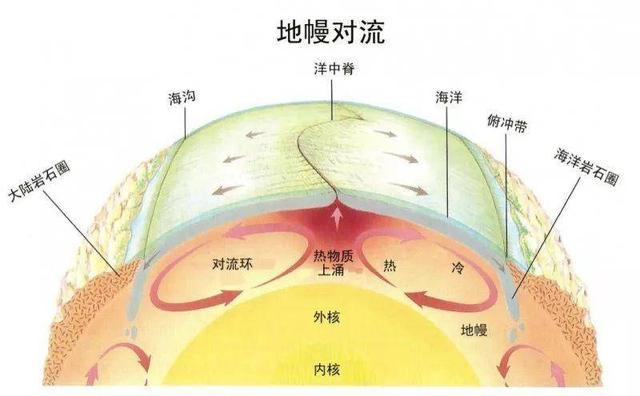 地幔对流
洋中脊
海沟
海洋
俯冲带
大陆岩石圈
海洋岩石圈
对流环
热物质
上涌
热
冷
外核
地幔
内核